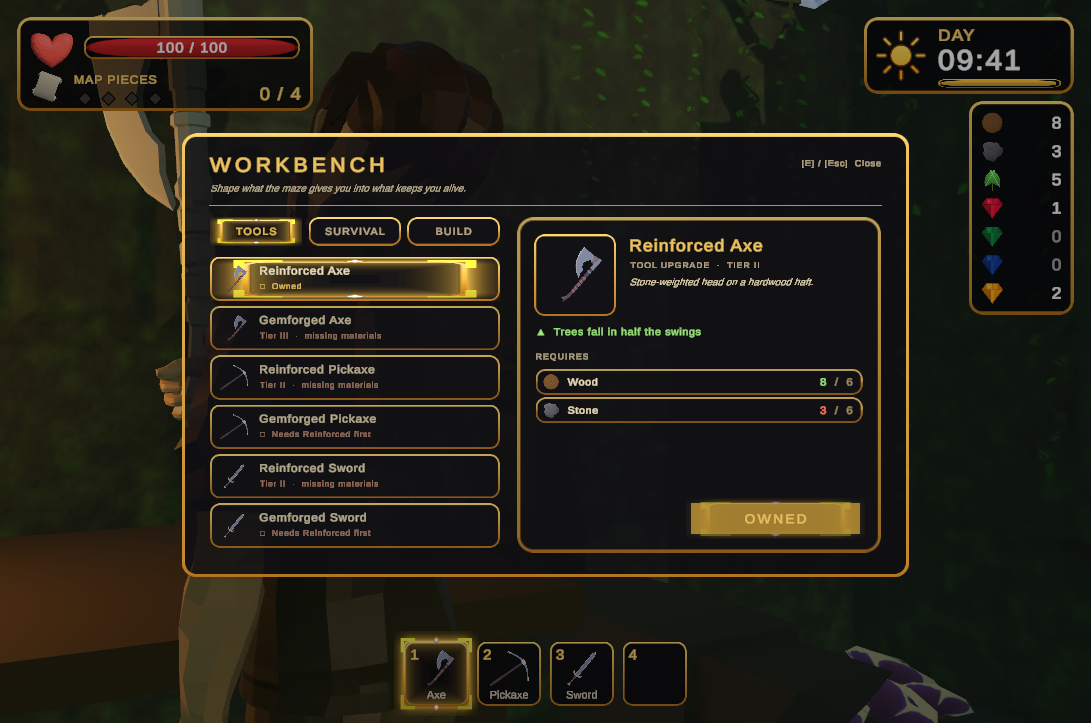 100 / 100
MAP PIECES
0 / 4
DAY
09:41
8
3
5
1
0
0
2
WORKBENCH
[E] / [Esc] Close
Shape what the maze gives you into what keeps you alive.
TOOLS
SURVIVAL
BUILD
Reinforced Axe
Owned
Gemforged Axe
Tier III · missing materials
Reinforced Pickaxe
Tier II · missing materials
Gemforged Pickaxe
Needs Reinforced first
Reinforced Sword
Tier II · missing materials
Gemforged Sword
Needs Reinforced first
Reinforced Axe
TOOL UPGRADE · TIER II
Stone-weighted head on a hardwood haft.
▲ Trees fall in half the swings
REQUIRES
Wood 8 / 6
Stone 3 / 6
OWNED
1
Axe
2
Pickaxe
3
Sword
4